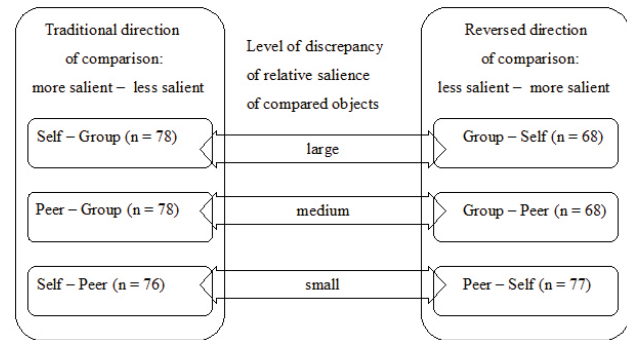 Traditional direction
of comparison:
more salient – less salient
Level of discrepancy
of relative salience
of compared objects
Reversed direction
of comparison:
less salient – more salient
Self – Group (n = 78)
large
Group – Self (n = 68)
Peer – Group (n = 78)
medium
Group – Peer (n = 68)
Self – Peer (n = 76)
small
Peer – Self (n = 77)